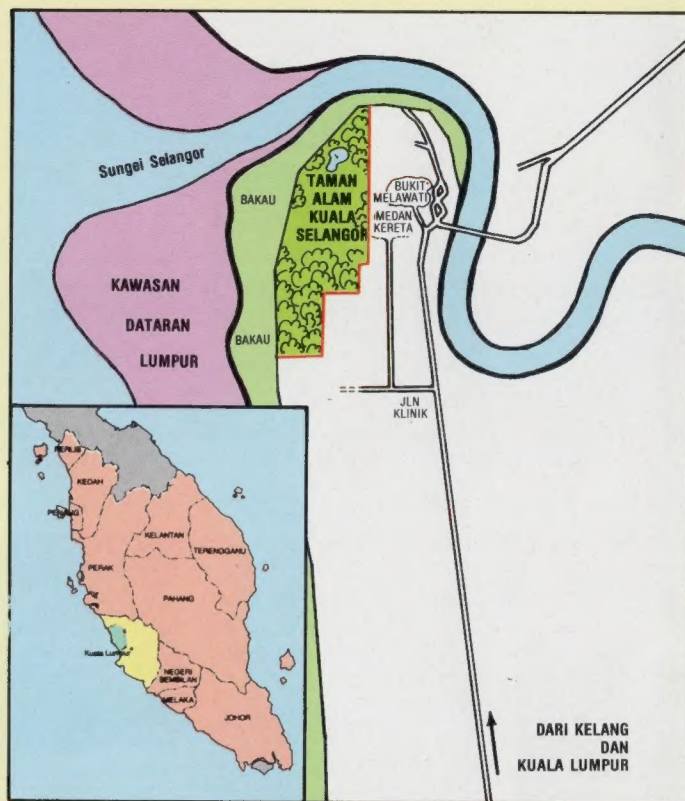 Sungei Selangor
BAKAU
TAMAN
ALAM
KUALA
SELANGOR
BUKIT
MELAWATI
MEDAN
KERETA
KAWASAN
DATARAN
LUMPUR
BAKAU
JLN
KLINIK
PERLIS
KEDAH
PENANG
KELANTAN
TERENGGANU
PERAK
PAHANG
Kuala Lumpur
NEGERI
SEMBILAN
MELAKA
JOHOR
DARI KELANG
DAN
KUALA LUMPUR